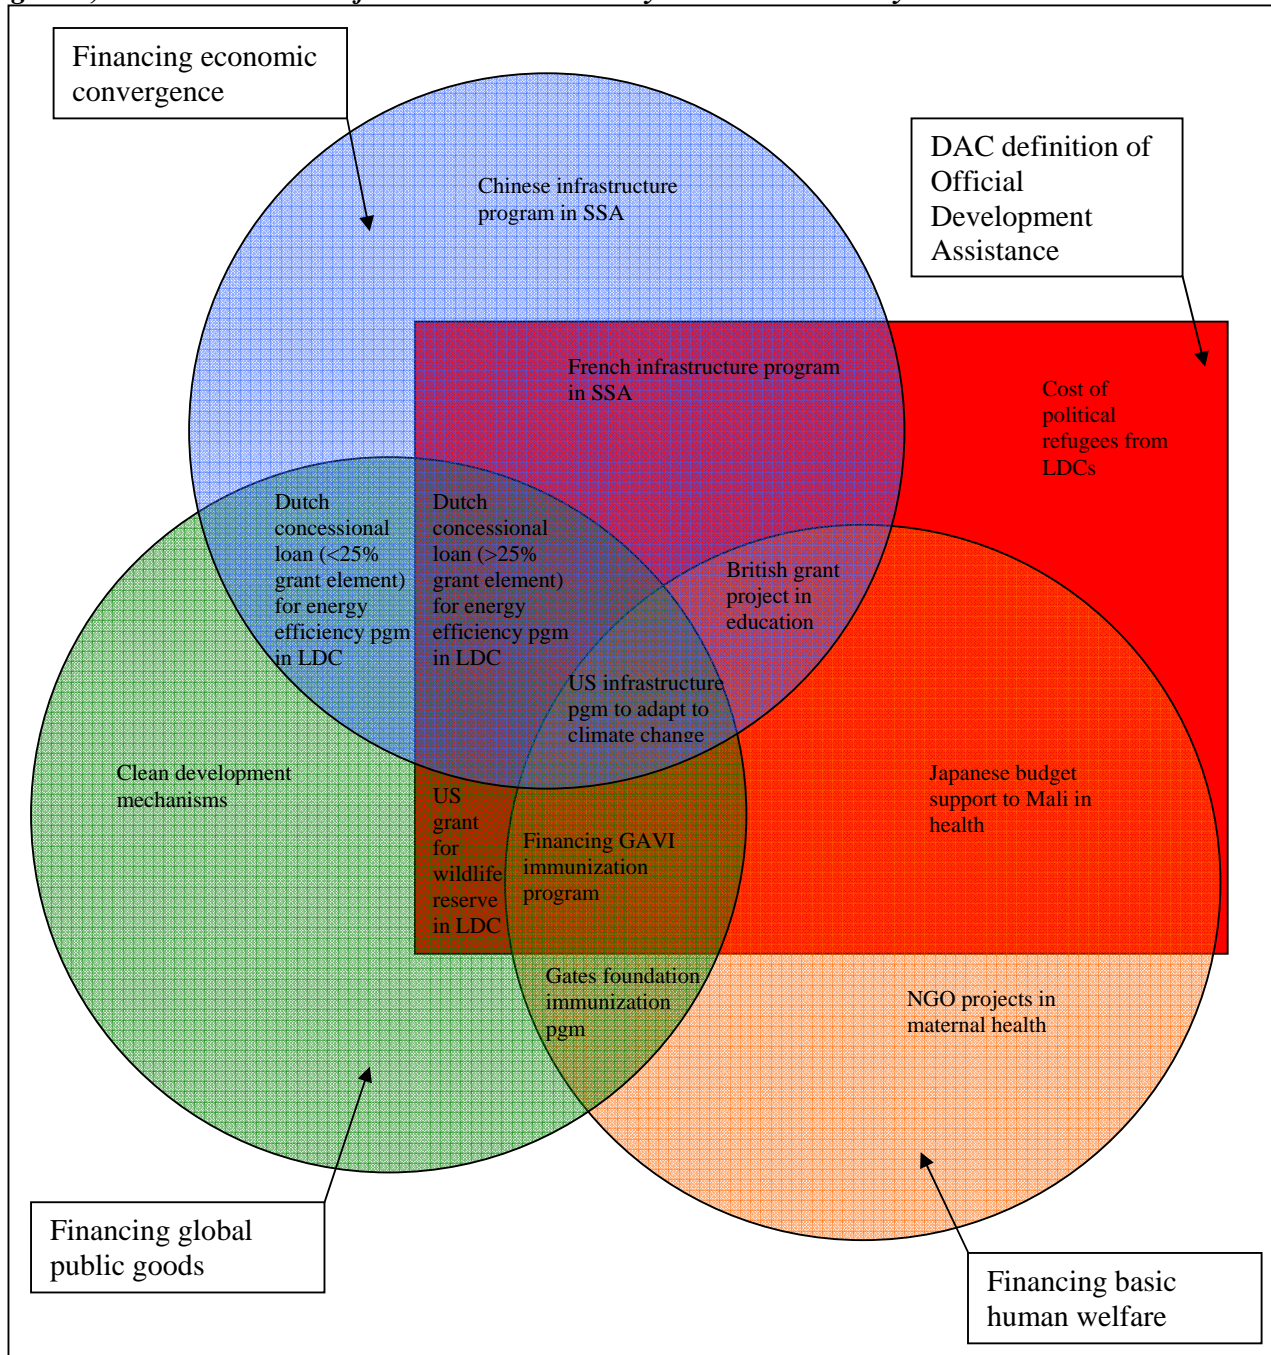 Financing economic
convergence
DAC definition of
Official
Development
Assistance
Chinese infrastructure
program in SSA
French infrastructure program
in SSA
Cost of
political
refugees from
LDCs
Dutch
concessional
loan (<25%
grant element)
for energy
efficiency pgm
in LDC
Dutch
concessional
loan (>25%
grant element)
for energy
efficiency pgm
in LDC
British grant
project in
education
US infrastructure
pgm to adapt to
climate change
Clean development
mechanisms
US
grant
for
wildlife
reserve
in LDC
Financing GAVI
immunization
program
Japanese budget
support to Mali in
health
Gates foundation
immunization
pgm
NGO projects in
maternal health
Financing global
public goods
Financing basic
human welfare